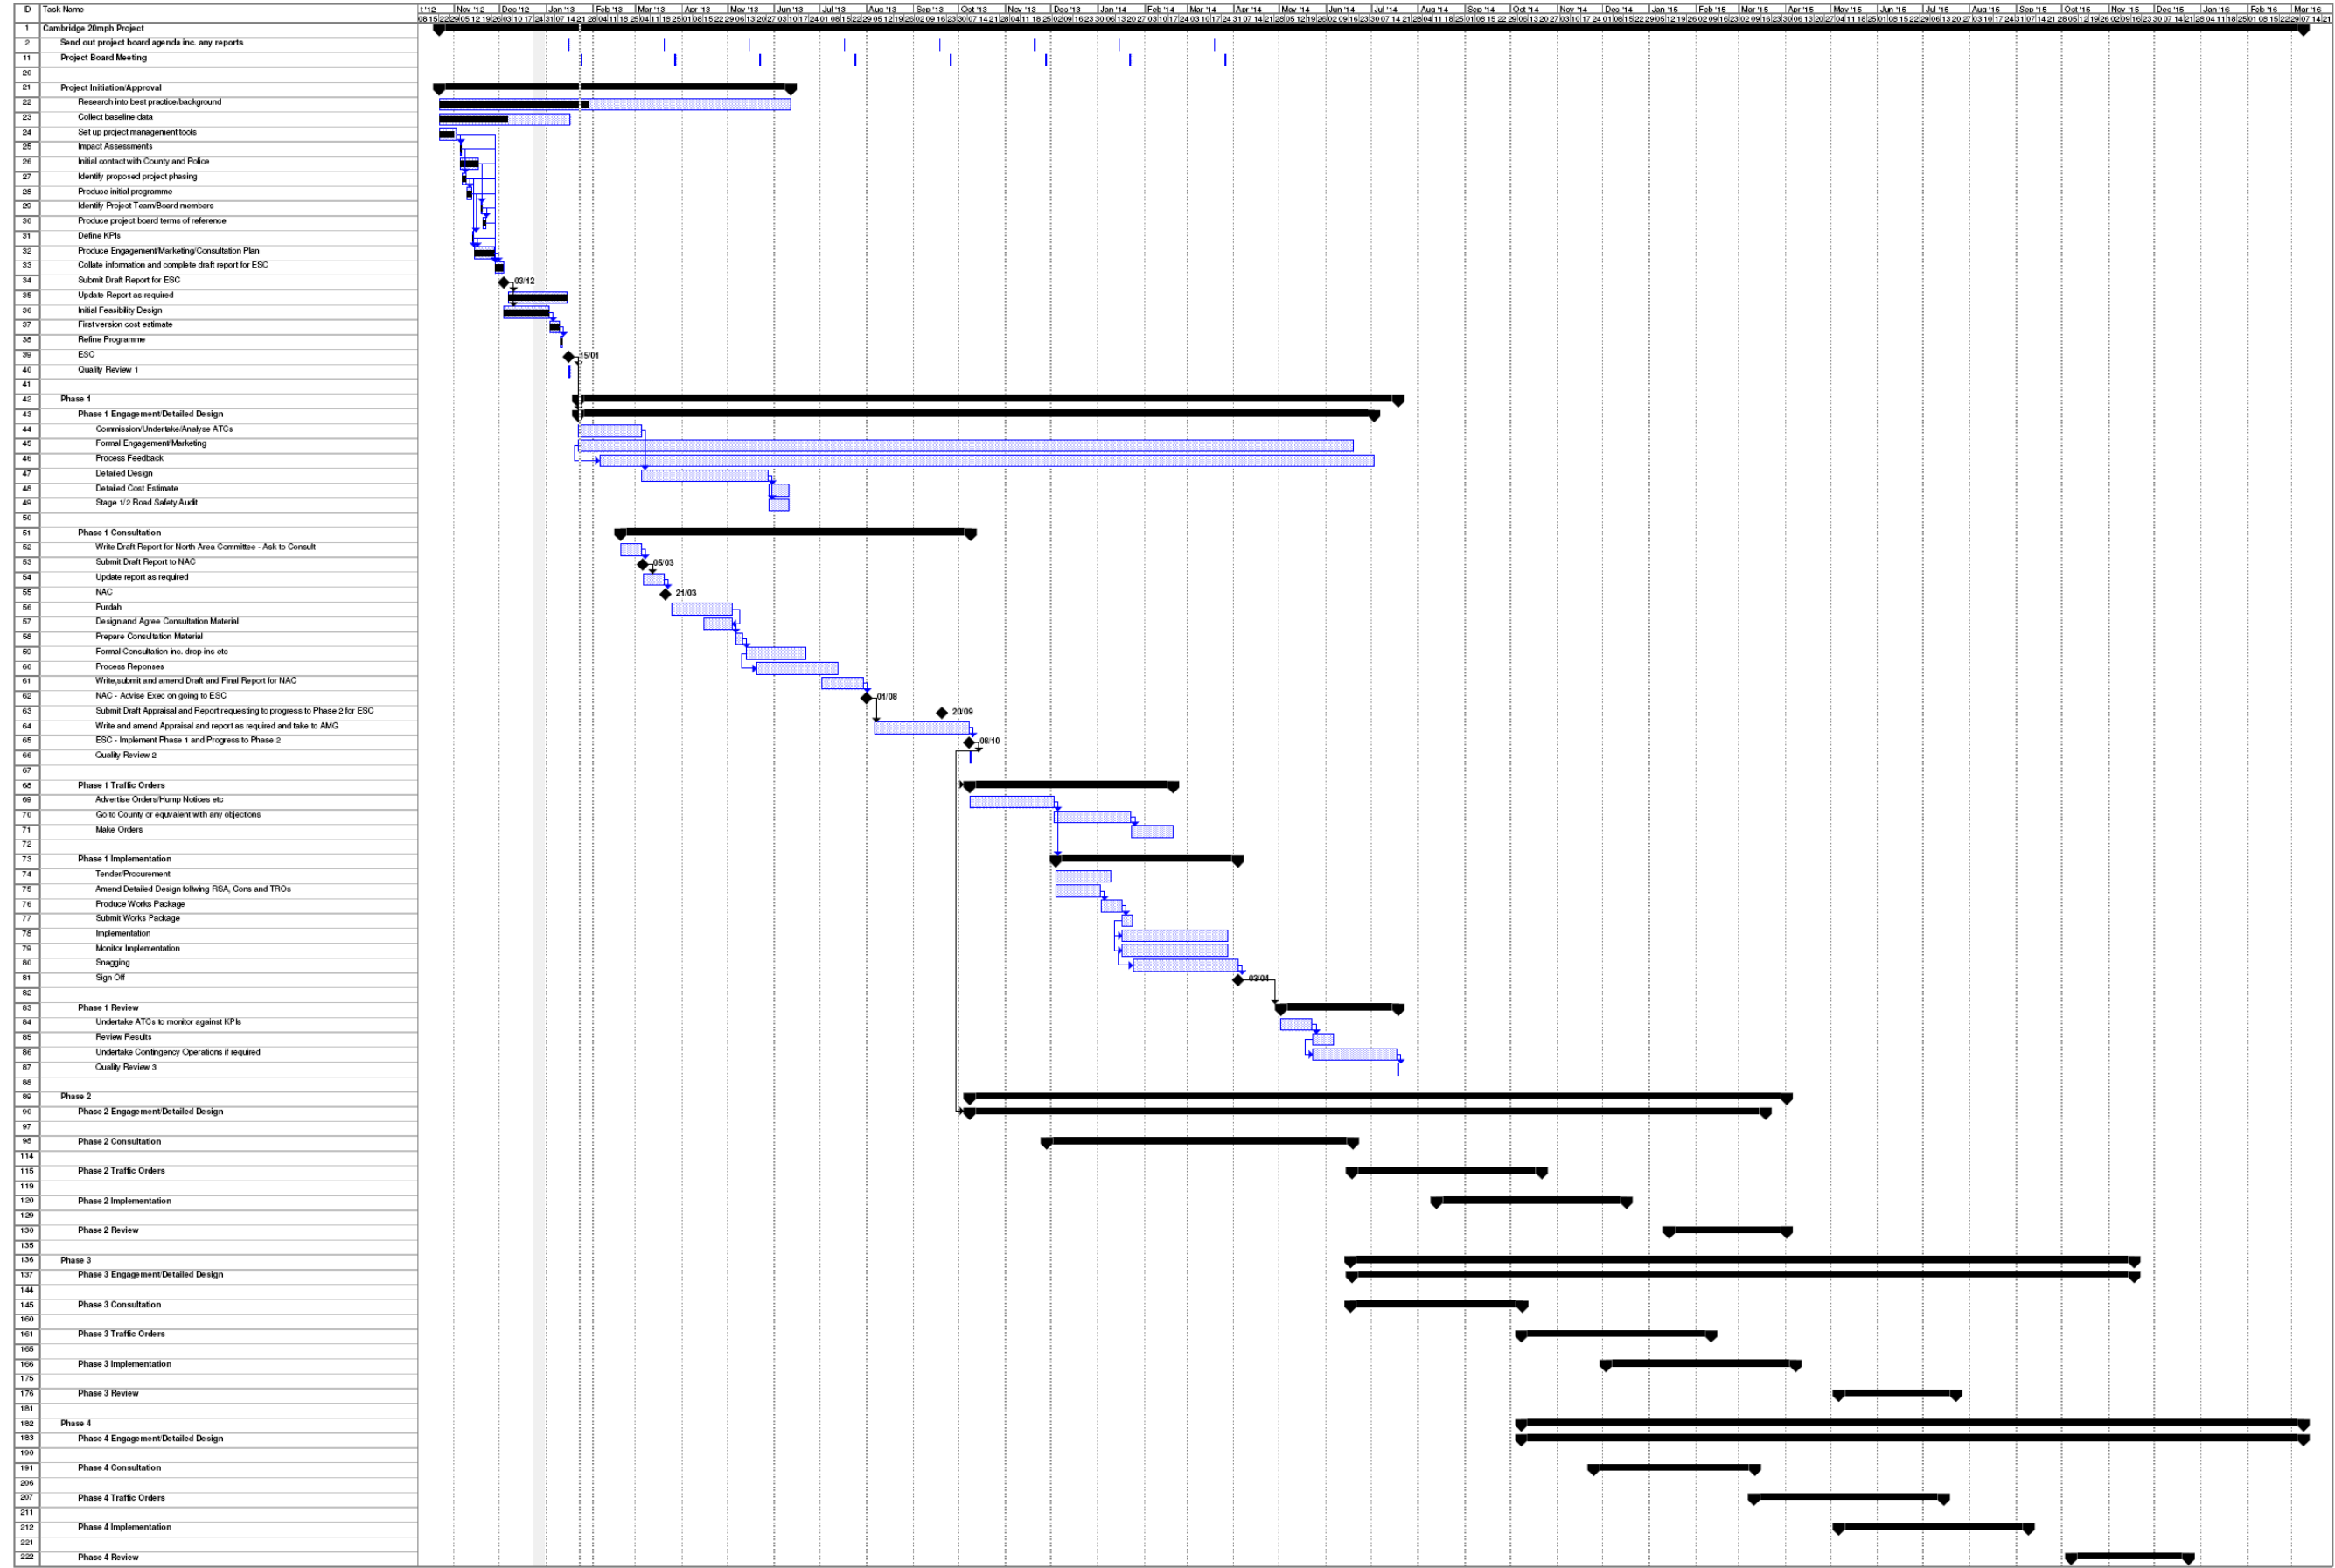 ID Task Name 1'12 Nov '12 Dec '12 Jan '13 Feb '13 Mar '13 Apr '13 May '13 Jun '13 Jul '13 Aug '13 Sep '13 Oct '13 Nov '13 Dec '13 Jan '14 Feb '14 Mar '14 Apr '14 May '14 Jun '14 Jul '14 Aug '14 Sep '14 Oct '14 Nov '14 Dec '14 Jan '15 Feb '15 Mar '15 Apr '15 May '15 Jun '15 Jul '15 Aug '15 Sep '15 Oct '15 Nov '15 Dec '15 Jan '16 Feb '16 Mar '16
1 Cambridge 20mph Project
2 Send out project board agenda inc. any reports
11 Project Board Meeting
20
21 Project Initiation/Approval
22 Research into best practice/background
23 Collect baseline data
24 Set up project management tools
25 Impact Assessments
26 Initial contact with County and Police
27 Identify proposed project phasing
28 Produce initial programme
29 Identify Project Team/Board members
30 Produce project board terms of reference
31 Define KPIs
32 Produce Engagement/Marketing/Consultation Plan
33 Collate information and complete draft report for ESC
34 Submit Draft Report for ESC 03/12
35 Update Report as required
36 Initial Feasibility Design
37 First version cost estimate
38 Refine Programme
39 ESC 15/01
40 Quality Review 1
41
42 Phase 1
43 Phase 1 Engagement/Detailed Design
44 Commission/Undertake/Analyse ATCs
45 Formal Engagement/Marketing
46 Process Feedback
47 Detailed Design
48 Detailed Cost Estimate
49 Stage 1/2 Road Safety Audit
50
51 Phase 1 Consultation
52 Write Draft Report for North Area Committee - Ask to Consult
53 Submit Draft Report to NAC 05/03
54 Update report as required
55 NAC 21/03
56 Purdah
57 Design and Agree Consultation Material
58 Prepare Consultation Material
59 Formal Consultation inc. drop-ins etc
60 Process Reponses
61 Write,submit and amend Draft and Final Report for NAC
62 NAC - Advise Exec on going to ESC 01/08
63 Submit Draft Appraisal and Report requesting to progress to Phase 2 for ESC 20/09
64 Write and amend Appraisal and report as required and take to AMG
65 ESC - Implement Phase 1 and Progress to Phase 2 08/10
66 Quality Review 2
67
68 Phase 1 Traffic Orders
69 Advertise Orders/Hump Notices etc
70 Go to County or equvalent with any objections
71 Make Orders
72
73 Phase 1 Implementation
74 Tender/Procurement
75 Amend Detailed Design follwing RSA, Cons and TROs
76 Produce Works Package
77 Submit Works Package
78 Implementation
79 Monitor Implementation
80 Snagging
81 Sign Off 03/04
82
83 Phase 1 Review
84 Undertake ATCs to monitor against KPIs
85 Review Results
86 Undertake Contingency Operations if required
87 Quality Review 3
88
89 Phase 2
90 Phase 2 Engagement/Detailed Design
97
98 Phase 2 Consultation
114
115 Phase 2 Traffic Orders
119
120 Phase 2 Implementation
129
130 Phase 2 Review
135
136 Phase 3
137 Phase 3 Engagement/Detailed Design
144
145 Phase 3 Consultation
160
161 Phase 3 Traffic Orders
165
166 Phase 3 Implementation
175
176 Phase 3 Review
181
182 Phase 4
183 Phase 4 Engagement/Detailed Design
190
191 Phase 4 Consultation
206
207 Phase 4 Traffic Orders
211
212 Phase 4 Implementation
221
222 Phase 4 Review